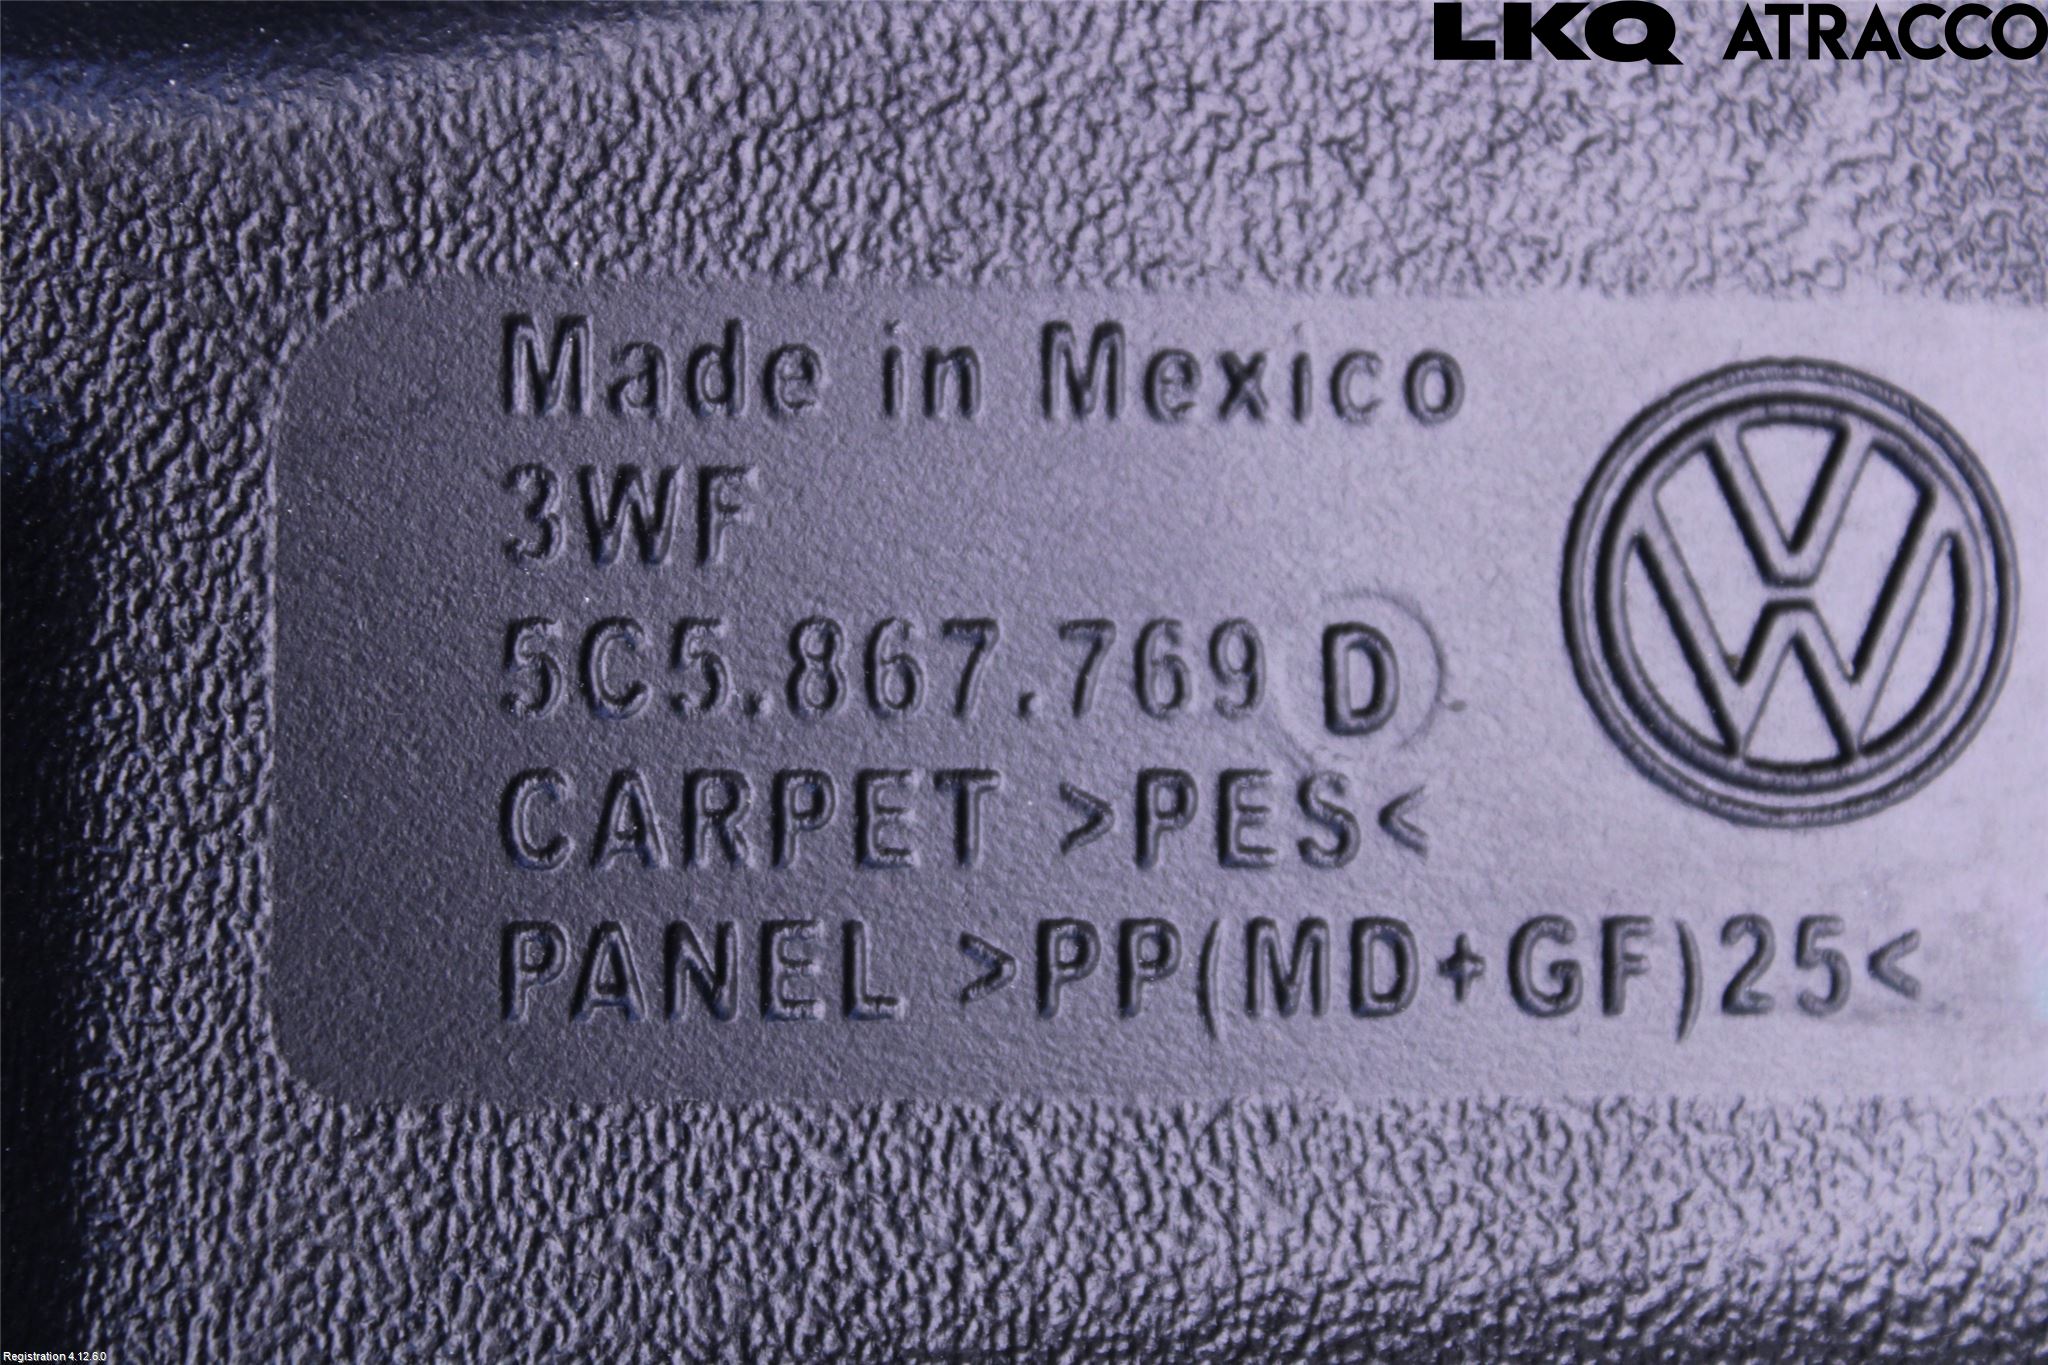 LKQ ATRACCO
Made in Mexico
3WF
5C5.867.769 D
CARPET >PES<
PANEL >PP(MD+GF)25<
Registration 4.12.6.0